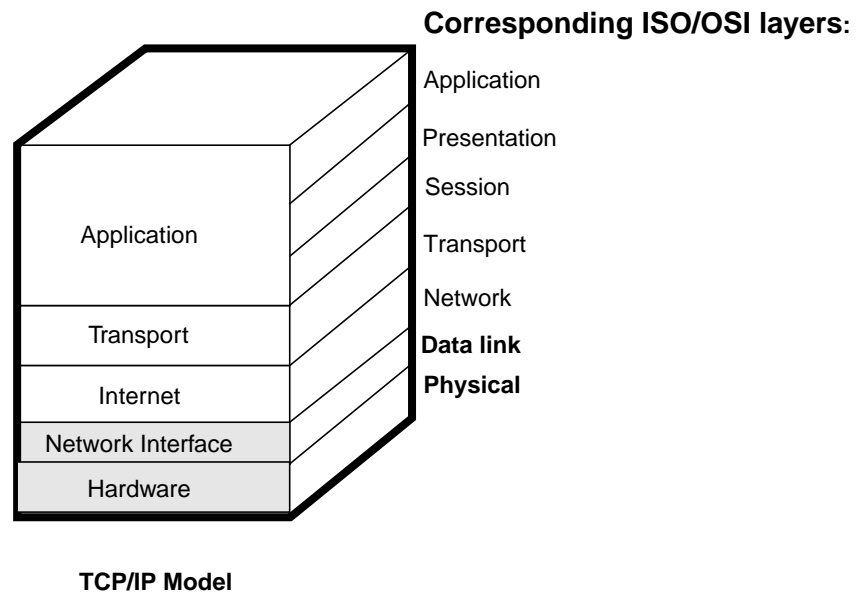 Corresponding ISO/OSI layers:
Application
Presentation
Session
Transport
Network
Data link
Physical
Application
Transport
Internet
Network Interface
Hardware
TCP/IP Model